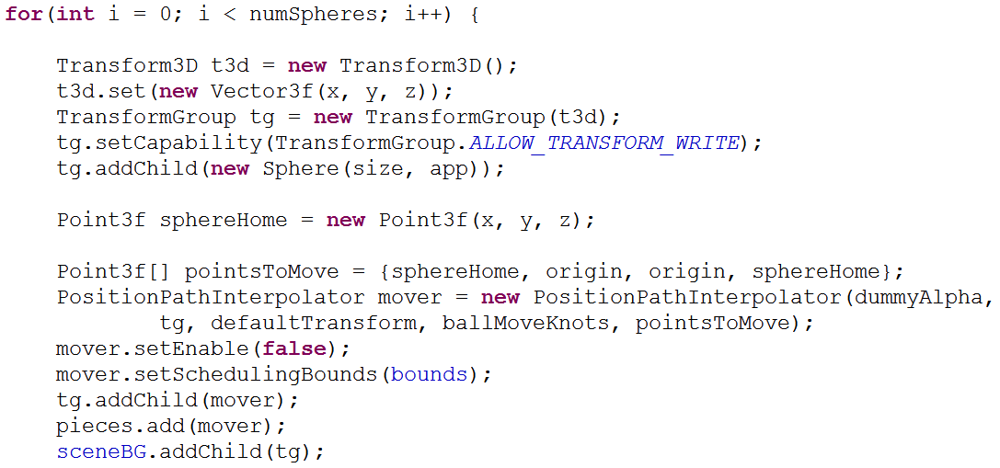 for(int i = 0; i < numSpheres; i++) {
Transform3D t3d = new Transform3D();
t3d.set(new Vector3f(x, y, z));
TransformGroup tg = new TransformGroup(t3d);
tg.setCapability(TransformGroup.ALLOW_TRANSFORM_WRITE);
tg.addChild(new Sphere(size, app));
Point3f sphereHome = new Point3f(x, y, z);
Point3f[] pointsToMove = {sphereHome, origin, origin, sphereHome};
PositionPathInterpolator mover = new PositionPathInterpolator(dummyAlpha,
tg, defaultTransform, ballMoveKnots, pointsToMove);
mover.setEnable(false);
mover.setSchedulingBounds(bounds);
tg.addChild(mover);
pieces.add(mover);
sceneBG.addChild(tg);